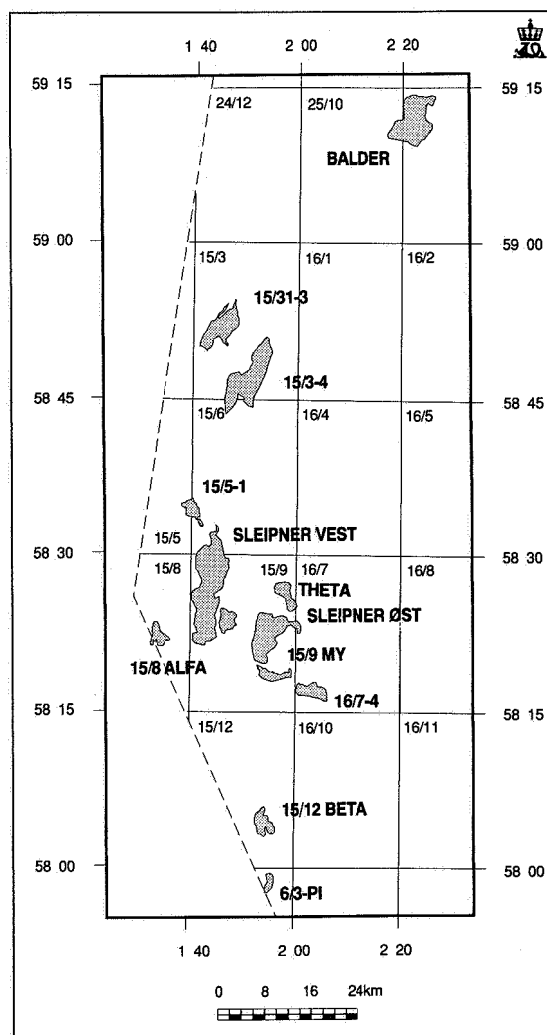 1 40 2 00 2 20
59 15 59 15
24/12 25/10
BALDER
59 00 59 00
15/3 16/1 16/2
15/31-3
15/3-4
58 45 58 45
15/6 16/4 16/5
15/5-1
SLEIPNER VEST
15/5
58 30 58 30
15/8 15/9 16/7 16/8
THETA
SLEIPNER ØST
15/9 MY
15/8 ALFA
16/7-4
58 15 58 15
15/12 16/10 16/11
15/12 BETA
58 00 58 00
6/3-PI
1 40 2 00 2 20
0 8 16 24km